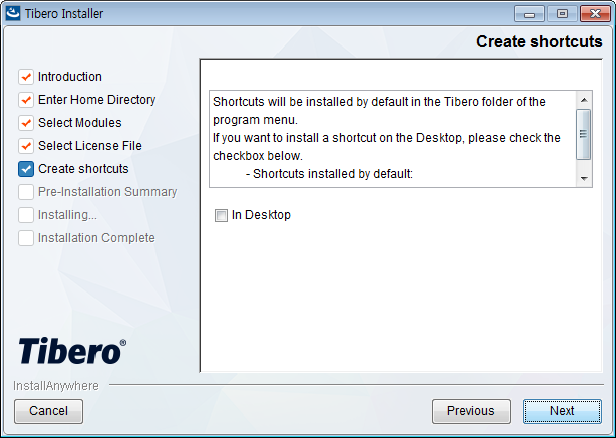 Tibero Installer
Create shortcuts
Introduction
Enter Home Directory
Select Modules
Select License File
Create shortcuts
Pre-Installation Summary
Installing...
Installation Complete
Shortcuts will be installed by default in the Tibero folder of the
program menu.
If you want to install a shortcut on the Desktop, please check the
checkbox below.
- Shortcuts installed by default:
In Desktop
Tibero®
InstallAnywhere
Cancel
Previous
Next